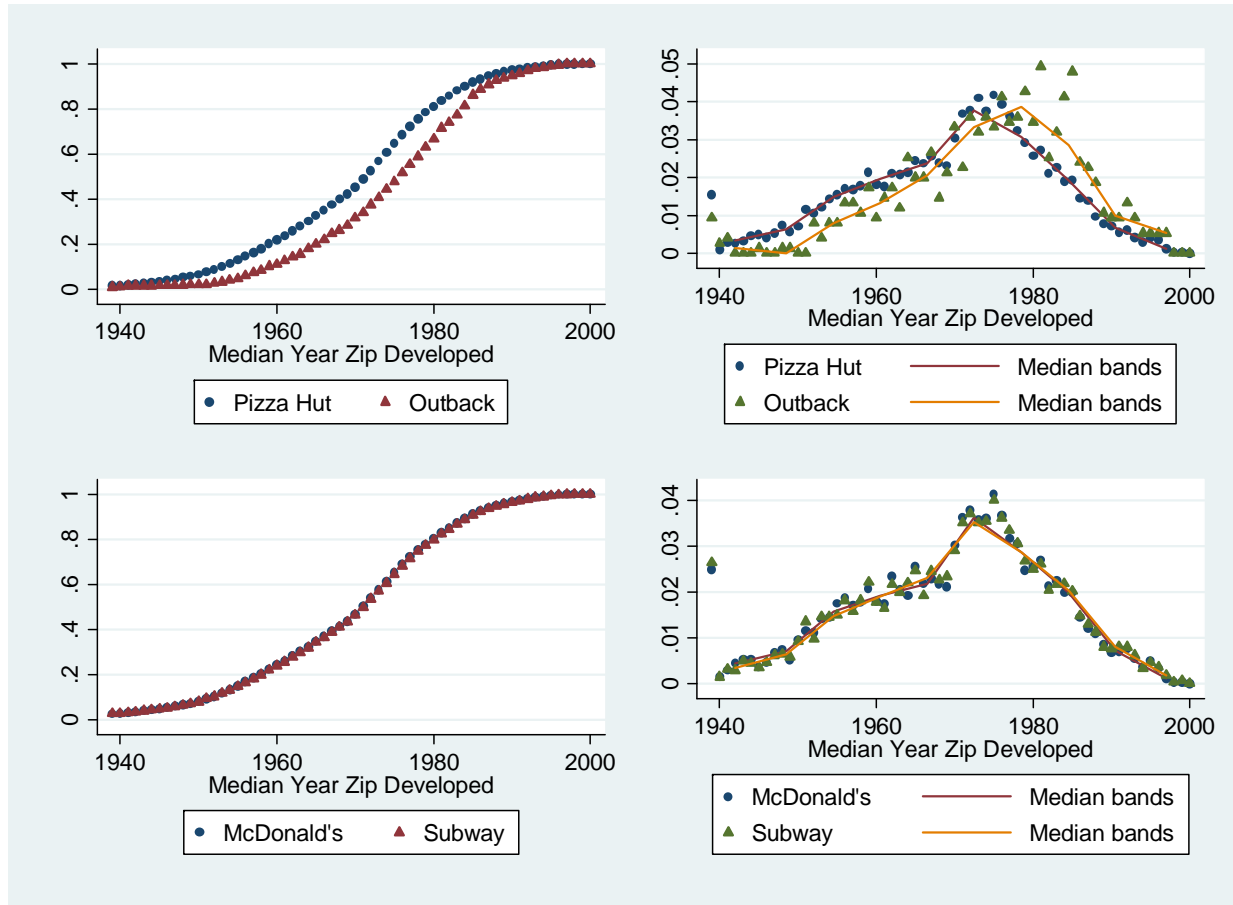 1
.8
.6
.4
.2
0
1940 1960 1980 2000
Median Year Zip Developed
Pizza Hut Outback
.05
.04
.03
.02
.01
0
1940 1960 1980 2000
Median Year Zip Developed
Pizza Hut Median bands
Outback Median bands
1
.8
.6
.4
.2
0
1940 1960 1980 2000
Median Year Zip Developed
McDonald's Subway
.04
.03
.02
.01
0
1940 1960 1980 2000
Median Year Zip Developed
McDonald's Median bands
Subway Median bands